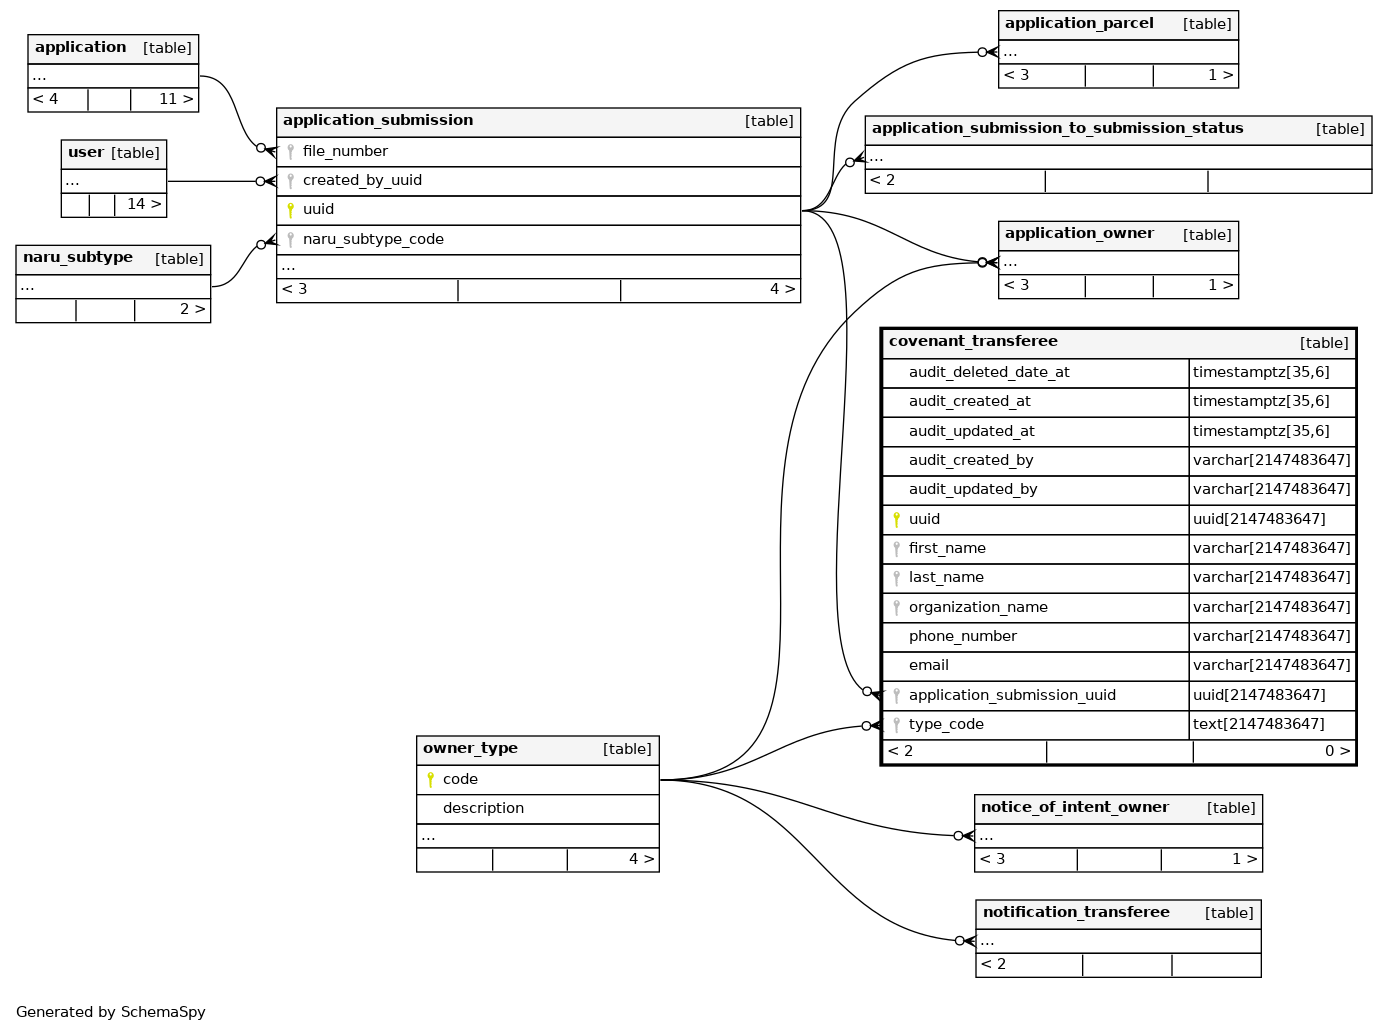 application [table]
...
< 4 11 >
user [table]
...
14 >
naru_subtype [table]
...
2 >
application_submission [table]
file_number
created_by_uuid
uuid
naru_subtype_code
...
< 3 4 >
application_parcel [table]
...
< 3 1 >
application_submission_to_submission_status [table]
...
< 2
application_owner [table]
...
< 3 1 >
covenant_transferee [table]
audit_deleted_date_at timestamptz[35,6]
audit_created_at timestamptz[35,6]
audit_updated_at timestamptz[35,6]
audit_created_by varchar[2147483647]
audit_updated_by varchar[2147483647]
uuid uuid[2147483647]
first_name varchar[2147483647]
last_name varchar[2147483647]
organization_name varchar[2147483647]
phone_number varchar[2147483647]
email varchar[2147483647]
application_submission_uuid uuid[2147483647]
type_code text[2147483647]
< 2 0 >
owner_type [table]
code
description
...
4 >
notice_of_intent_owner [table]
...
< 3 1 >
notification_transferee [table]
...
< 2
Generated by SchemaSpy